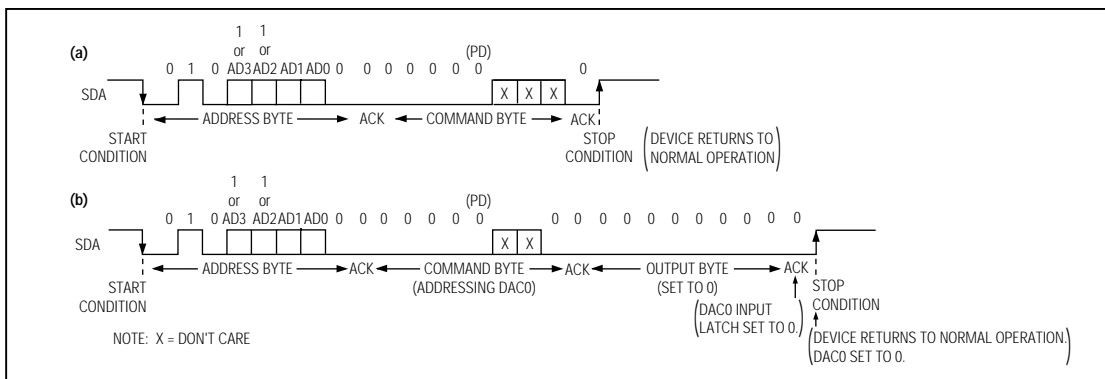 (a)
1 1
or or
0 1 0 AD3 AD2 AD1 AD0 0 0 0 0 0 0 (PD) 0
SDA
X X X
ADDRESS BYTE ACK COMMAND BYTE ACK
START CONDITION
STOP CONDITION
(DEVICE RETURNS TO
NORMAL OPERATION)
(b)
1 1
or or
(PD)
0 1 0 AD3 AD2 AD1 AD0 0 0 0 0 0 0 0 0 0 0 0 0 0 0 0 0 0
SDA
X X
ADDRESS BYTE ACK COMMAND BYTE ACK OUTPUT BYTE ACK
(ADDRESSING DAC0) (SET TO 0)
START CONDITION
STOP CONDITION
(DAC0 INPUT
LATCH SET TO 0.)
(DEVICE RETURNS TO NORMAL OPERATION.
DAC0 SET TO 0.)
NOTE: X = DON'T CARE